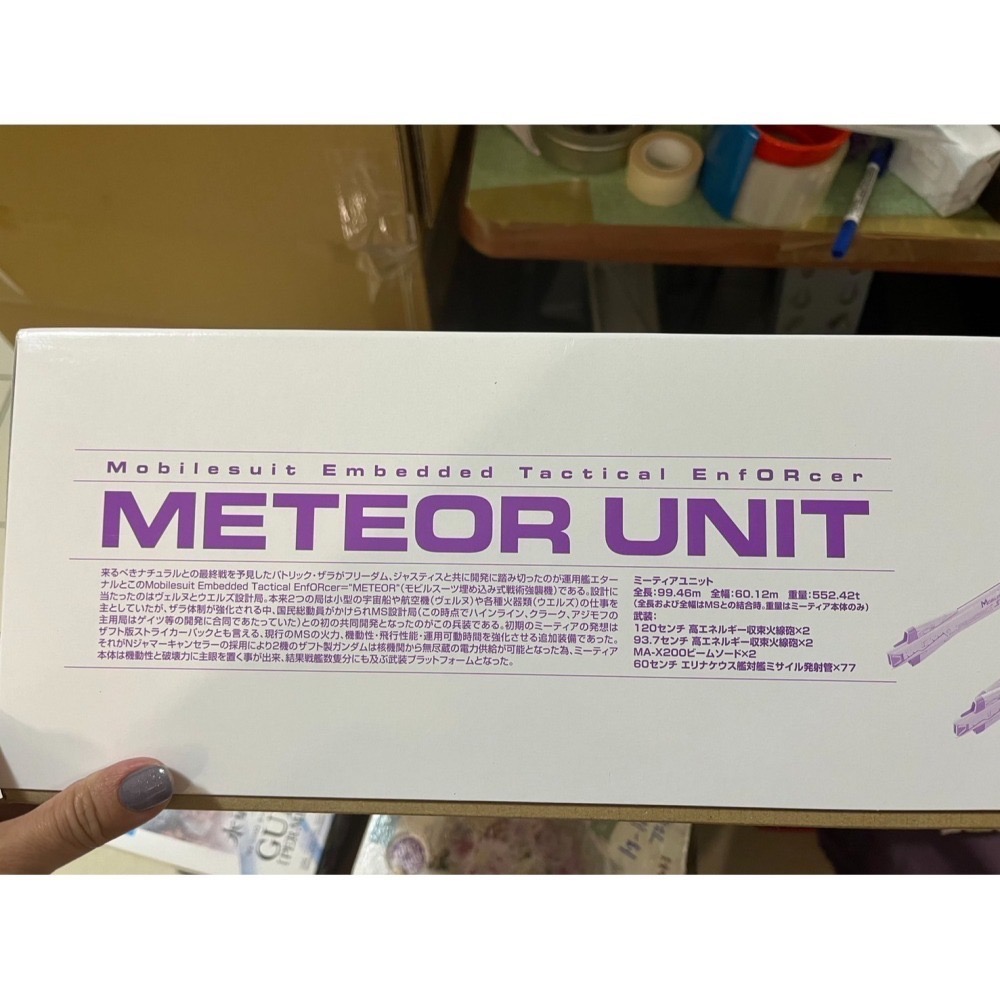 Mobilesuit Embedded Tactical EnfORcer
METEOR UNIT
来るべきナチュラルとの最終戦を予見したパトリック・ザラがフリーダム、ジャスティスと共に開発に踏み切ったのが運用艦エター
ナルとこのMobilesuit Embedded Tactical EnfORcer="METEOR"(モビルスーツ埋め込み式戦術強襲機)である。設計に
当たったのはヴェルヌとウエルズ設計局。本来2つの局は小型の宇宙船や航空機(ヴェルヌ)や各種火器類(ウエルズ)の仕事を
主としていたが、ザラ体制が強化される中、国民総動員がかけられMS設計局(この時点でハインライン、クラーク、アジモフの
主用局はゲイツ等の開発に合同であたっていた)との初の共同開発となったのがこの兵装である。初期のミーティアの発想は
ザフト版ストライカーパックとも言える、現行のMSの火力、機動性・飛行性能・運用可動時間を強化させる追加装備であった。
それがNジャマーキャンセラーの採用により2機のザフト製ガンダムは核機関から無尽蔵の電力供給が可能となった為、ミーティア
本体は機動性と破壊力に主眼を置く事が出来、結果戦艦数隻分にも及ぶ武装プラットフォームとなった。
ミーティアユニット
全長:99.46m 全幅:60.12m 重量:552.42t
(全長および全幅はMSとの結合時。重量はミーティア本体のみ)
武装:
120センチ 高エネルギー収束火線砲×2
93.7センチ 高エネルギー収束火線砲×2
MA-X200ビームソード×2
60センチ エリナケウス艦対艦ミサイル発射管×77
GU